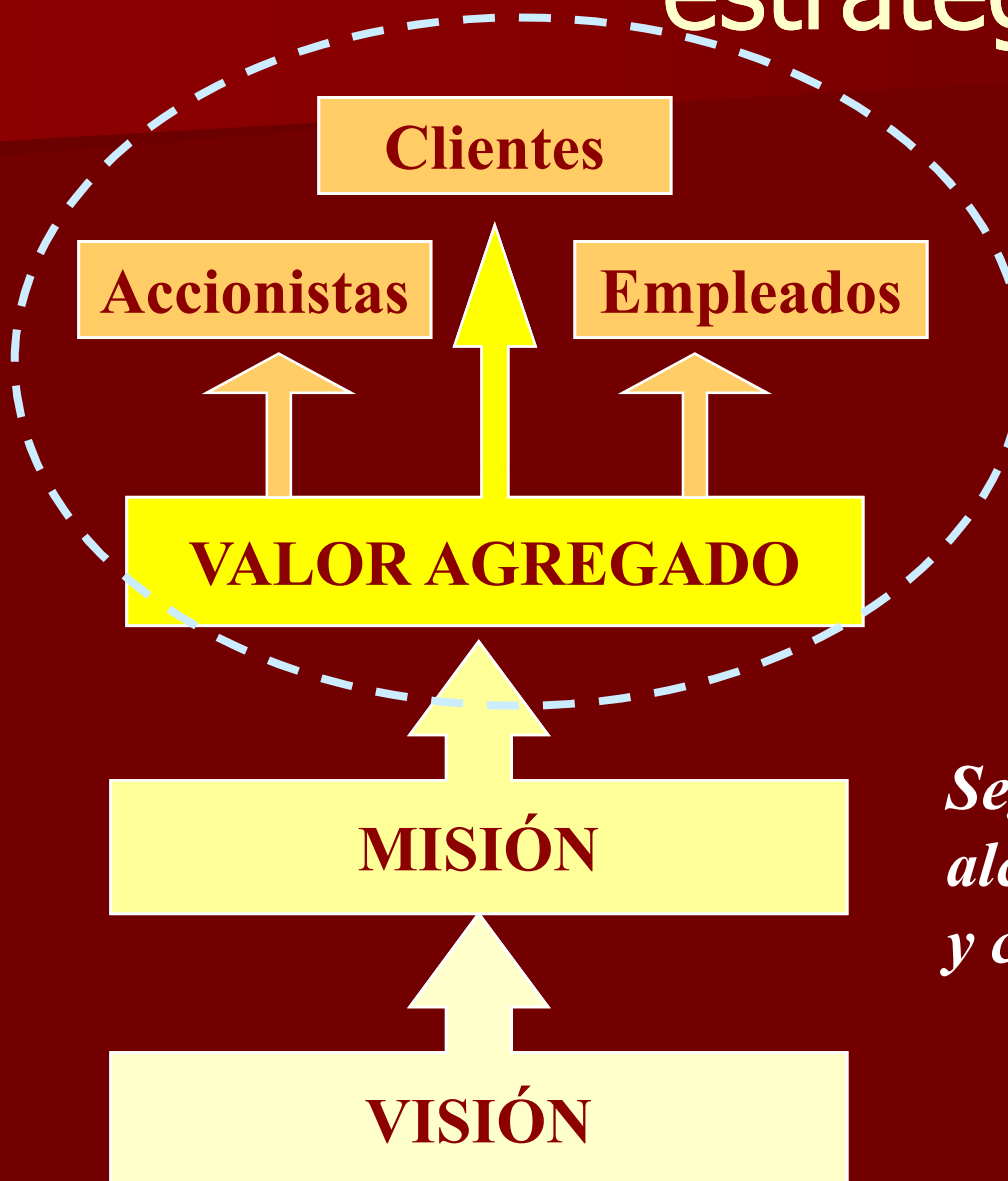 Clientes
Accionistas
Empleados
VALOR AGREGADO
MISIÓN
y
VISIÓN